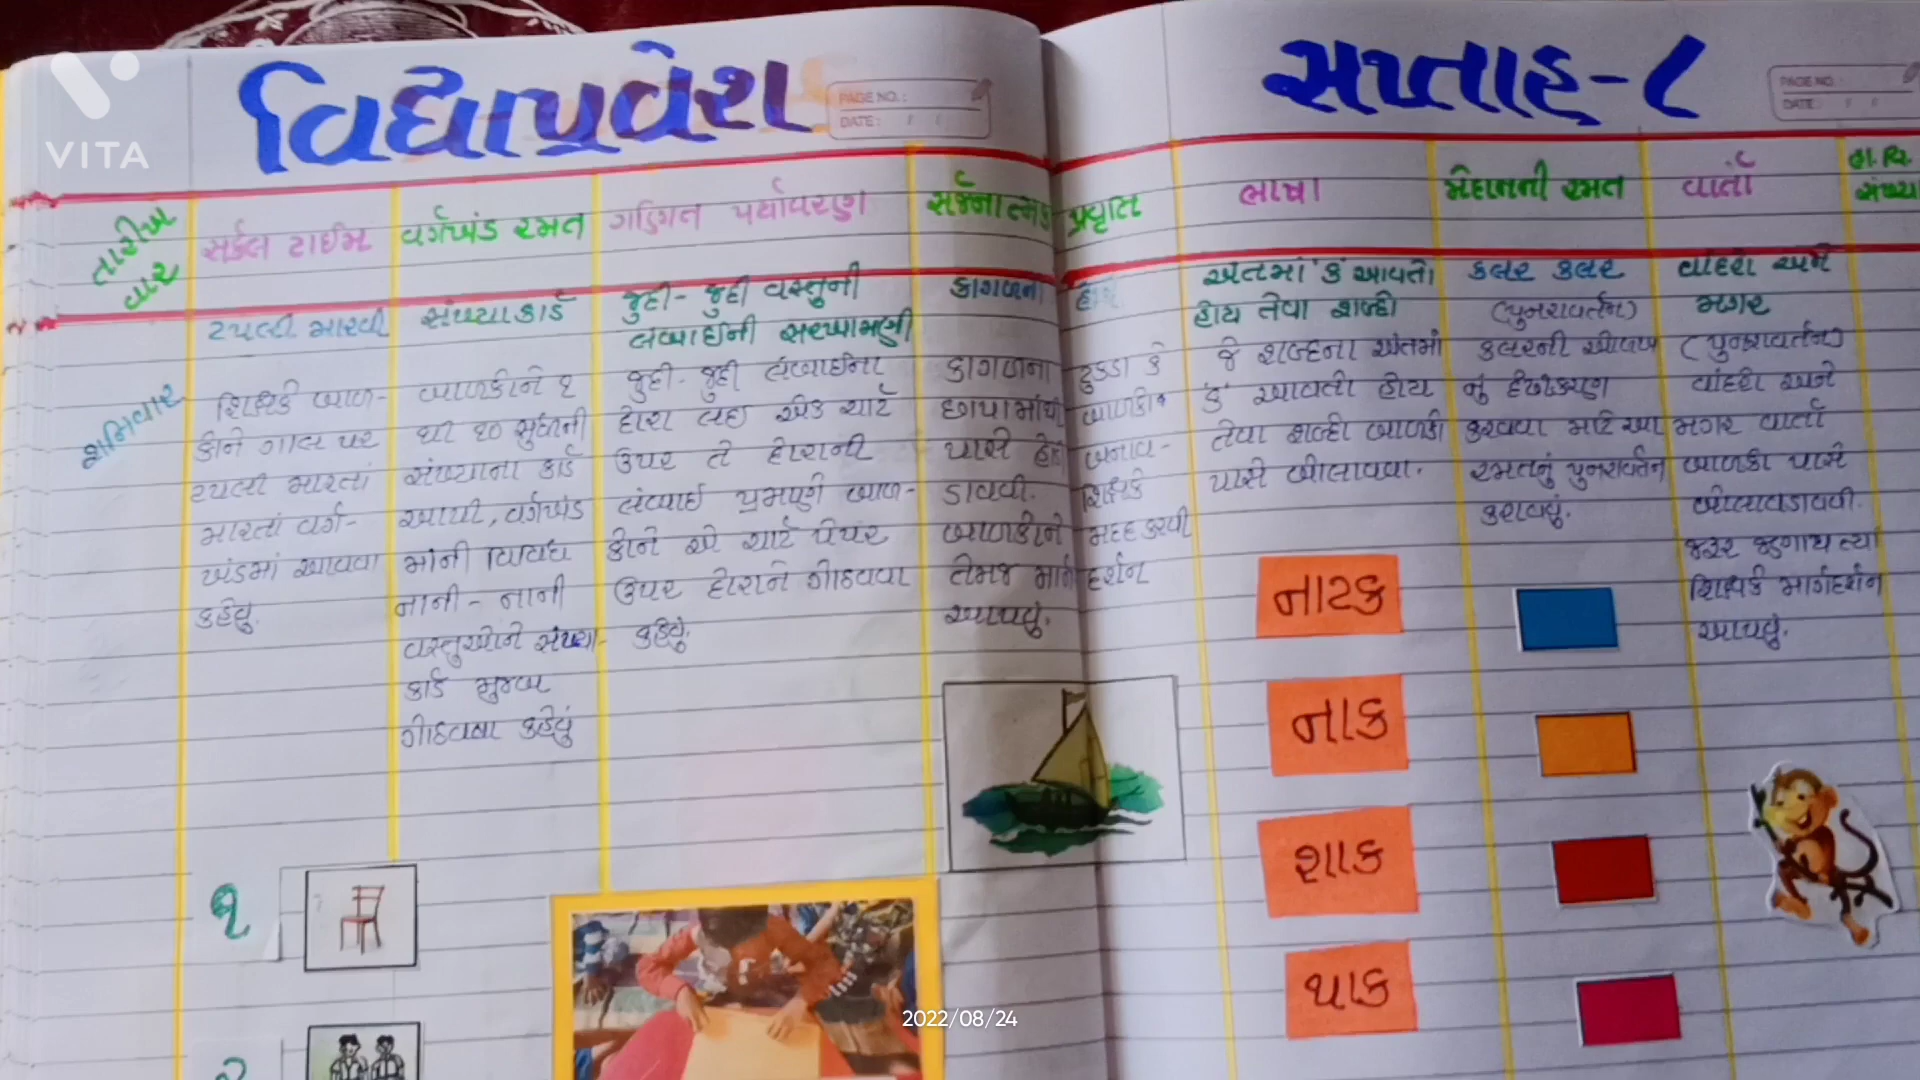 VITA
વિદ્યાપ્રવેશ
PAGE NO. :
DATE :
સપ્તાહ-૮
PAGE NO. :
DATE :
તારીખ
વાર
સર્કલ ટાઈમ
વર્ગખંડ રમત
ગણિત પર્યાવરણ
સર્જનાત્મક પ્રવૃતિ
ભાષા
મેદાનની રમત
વાર્તા
હા. વિ.
સંખ્યા
શનિવાર
ટપલી મારવી
શિક્ષકે બાળ-
કોને ગાલ પર
ટપલી મારતાં
મારતાં વર્ગ-
ખંડમાં આવવા
કહેવું.
સંખ્યાકાર્ડ
બાળકોને ૧
થી ૧૦ સુધીની
સંખ્યાના કાર્ડ
આપી, વર્ગખંડ
માંની વિવિધ
નાની - નાની
વસ્તુઓને સંખ્યા-
કાર્ડ મુજબ
ગોઠવવા કહેવું
જુદી- જુદી વસ્તુની
લંબાઈની સરખામણી
જુદી- જુદી લંબાઈના
દોરા લઈ એક ચાર્ટ
ઉપર તે દોરાની
લંબાઈ પ્રમાણે બાળ-
કોને એ ચાર્ટ પેપર
ઉપર દોરાને ગોઠવવા
કહેવું.
કાગળની હોડી
કાગળના ટુકડા કે
છાપામાંથી બાળકો
પાસે હોડી બનાવ-
ડાવવી. શિક્ષકે
બાળકોને મદદ કરવી
તેમજ માર્ગદર્શન
આપવું.
અંતમાં 'ક' આવતો
હોય તેવા શબ્દો
જે શબ્દના અંતમાં
'ક' આવતો હોય
તેવા શબ્દો બાળકો
પાસે બોલાવવા.
કલર કલર
(પુનરાવર્તન)
કલરની ઓળખ
નું દૃઢીકરણ
કરાવવા માટે આ
રમતનું પુનરાવર્તન
કરાવવું.
વાંદરો અને
મગર
(પુનરાવર્તન)
વાંદરો અને
મગર વાર્તા
બાળકો પાસે
બોલાવડાવવી.
જરૂર જણાય ત્યાં
શિક્ષકે માર્ગદર્શન
આપવું.
નાટક
નાક
શાક
થાક
૧
૨
2022/08/24